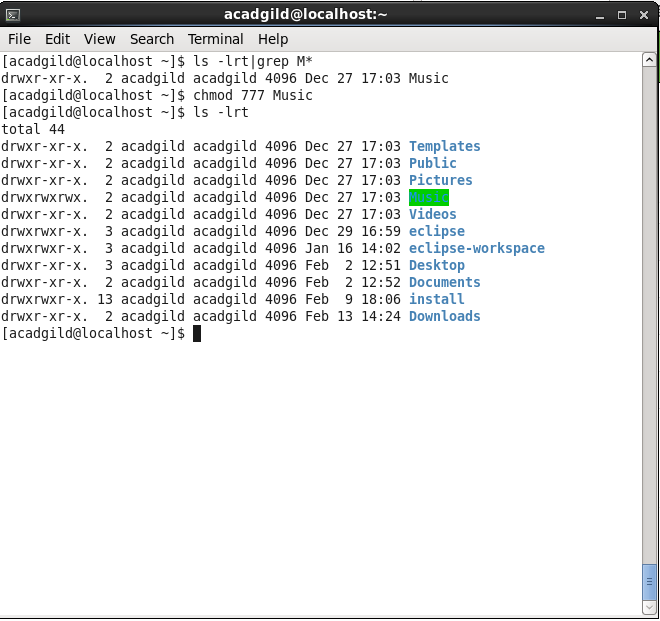 acadgild@localhost:~
File Edit View Search Terminal Help
[acadgild@localhost ~]$ ls -lrt|grep M*
drwxr-xr-x.  2 acadgild acadgild 4096 Dec 27 17:03 Music
[acadgild@localhost ~]$ chmod 777 Music
[acadgild@localhost ~]$ ls -lrt
total 44
drwxr-xr-x.  2 acadgild acadgild 4096 Dec 27 17:03 Templates
drwxr-xr-x.  2 acadgild acadgild 4096 Dec 27 17:03 Public
drwxr-xr-x.  2 acadgild acadgild 4096 Dec 27 17:03 Pictures
drwxrwxrwx.  2 acadgild acadgild 4096 Dec 27 17:03 Music
drwxr-xr-x.  2 acadgild acadgild 4096 Dec 27 17:03 Videos
drwxrwxr-x.  3 acadgild acadgild 4096 Dec 29 16:59 eclipse
drwxrwxr-x.  3 acadgild acadgild 4096 Jan 16 14:02 eclipse-workspace
drwxr-xr-x.  3 acadgild acadgild 4096 Feb  2 12:51 Desktop
drwxr-xr-x.  2 acadgild acadgild 4096 Feb  2 12:52 Documents
drwxrwxr-x. 13 acadgild acadgild 4096 Feb  9 18:06 install
drwxr-xr-x.  2 acadgild acadgild 4096 Feb 13 14:24 Downloads
[acadgild@localhost ~]$